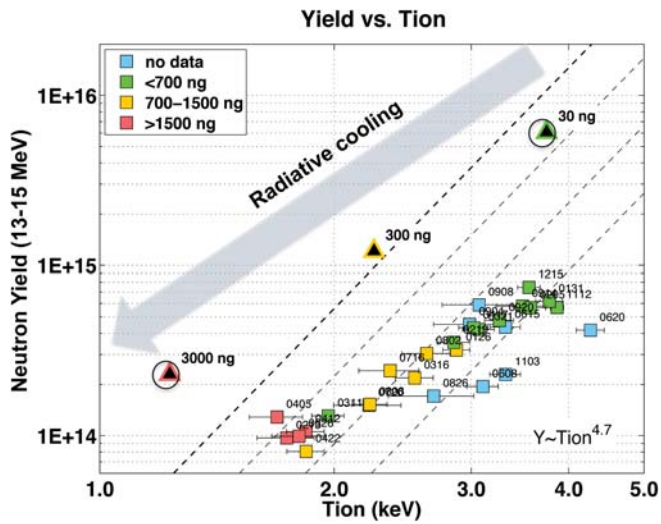 Yield vs. Tion
no data
<700 ng
700–1500 ng
>1500 ng
Radiative cooling
30 ng
300 ng
3000 ng
1E+16
1E+15
1E+14
Neutron Yield (13-15 MeV)
1215
0131
1112
0908
0620
0615
0126
0802
0716
0316
1103
0608
0826
0405
0311
0412
0422
Y~Tion^4.7
1.0
2.0
3.0
4.0
5.0
Tion (keV)